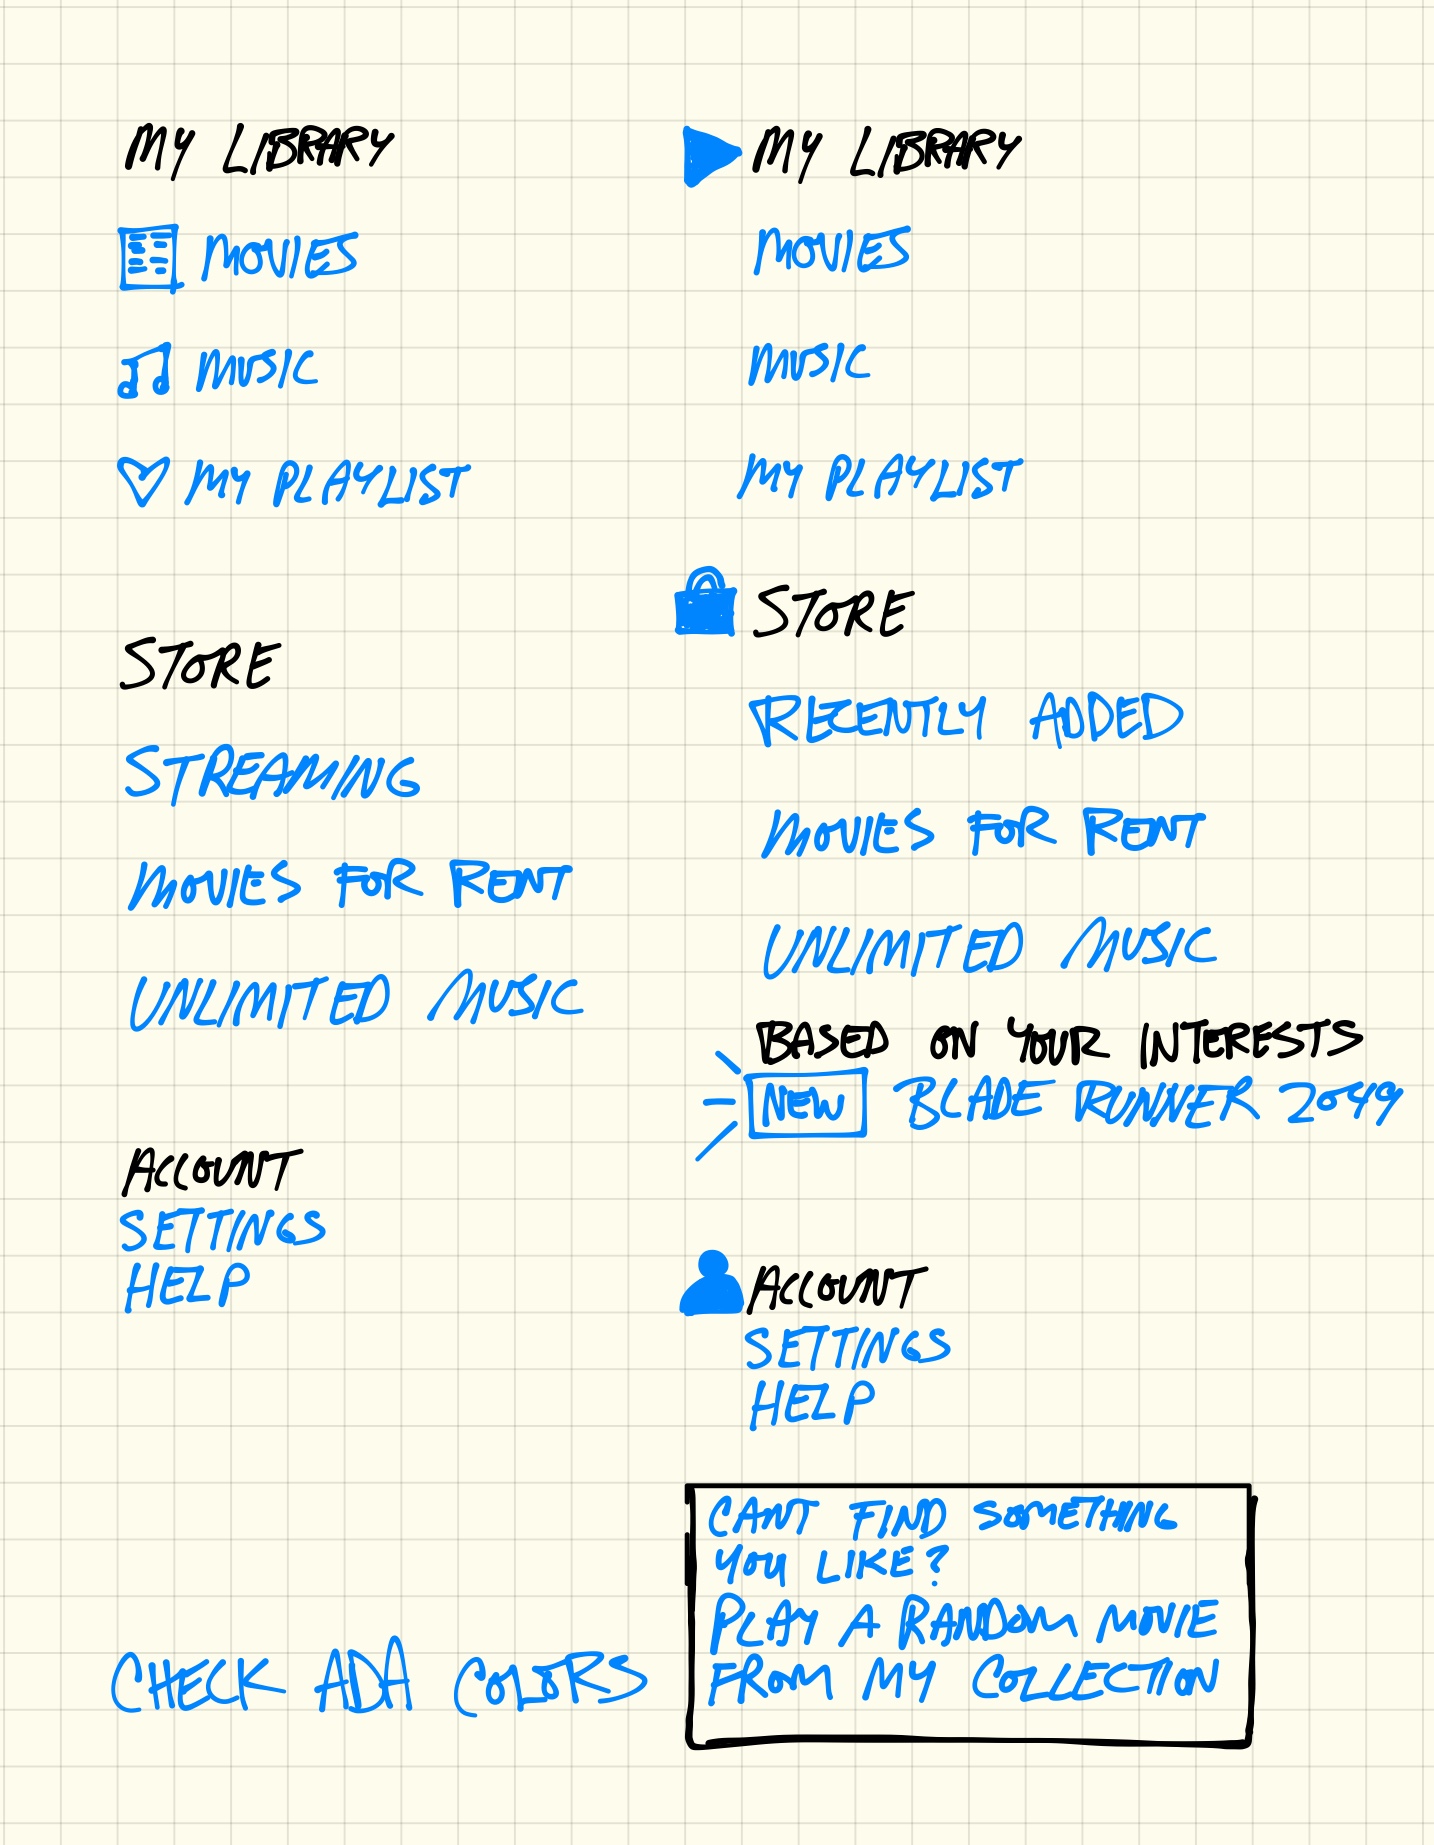 MY LIBRARY
MOVIES
MUSIC
MY PLAYLIST
STORE
STREAMING
MOVIES FOR RENT
UNLIMITED MUSIC
ACCOUNT
SETTINGS
HELP
CHECK ADA COLORS
MY LIBRARY
MOVIES
MUSIC
MY PLAYLIST
STORE
RECENTLY ADDED
MOVIES FOR RENT
UNLIMITED MUSIC
BASED ON YOUR INTERESTS
NEW BLADE RUNNER 2049
ACCOUNT
SETTINGS
HELP
CANT FIND SOMETHING
YOU LIKE?
PLAY A RANDOM MOVIE
FROM MY COLLECTION